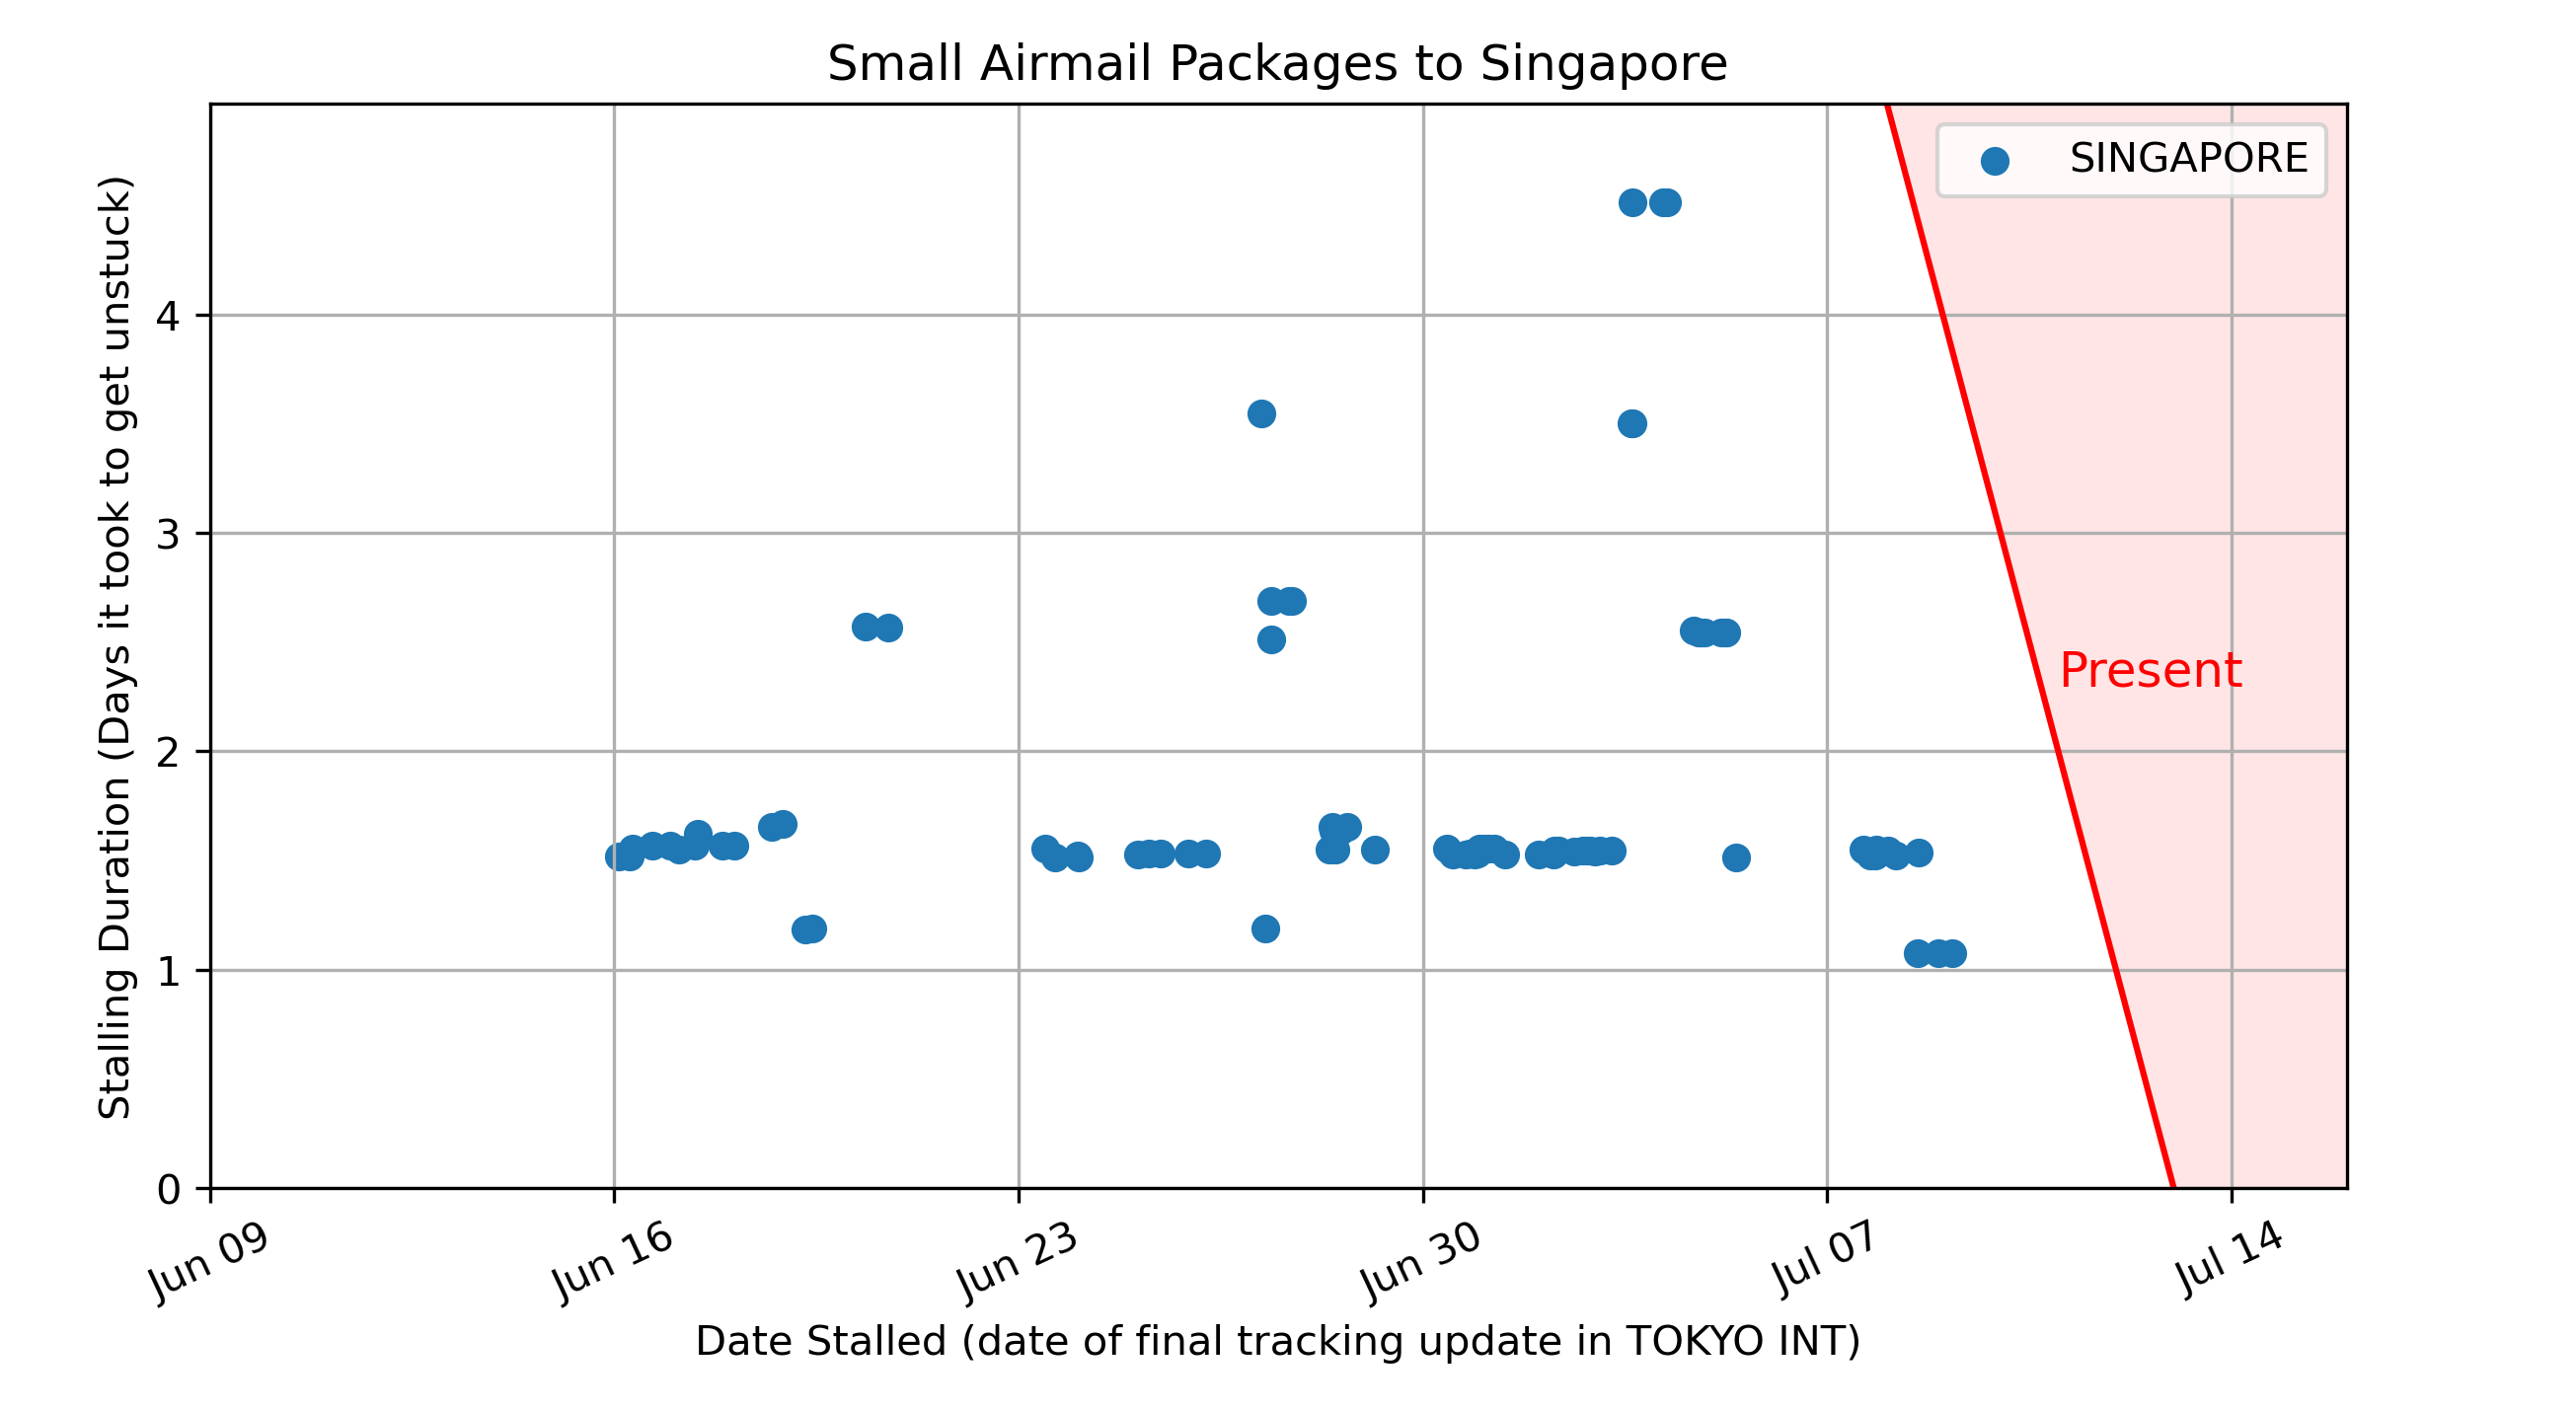 Small Airmail Packages to Singapore
SINGAPORE
Stalling Duration (Days it took to get unstuck)
4
3
2
1
0
Present
Jun 09
Jun 16
Jun 23
Jun 30
Jul 07
Jul 14
Date Stalled (date of final tracking update in TOKYO INT)